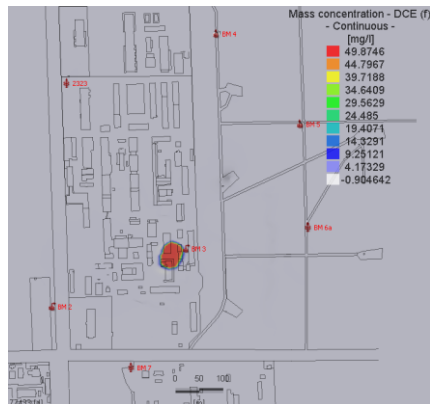 Mass concentration - DCE (f)
- Continuous -
[mg/l]
49.8746
44.7967
39.7188
34.6409
29.5629
24.485
19.4071
14.3291
9.25121
4.17329
-0.904642
BM 4
2323
BM 5
BM 6a
BM 3
BM 2
BM 7
0 50 100